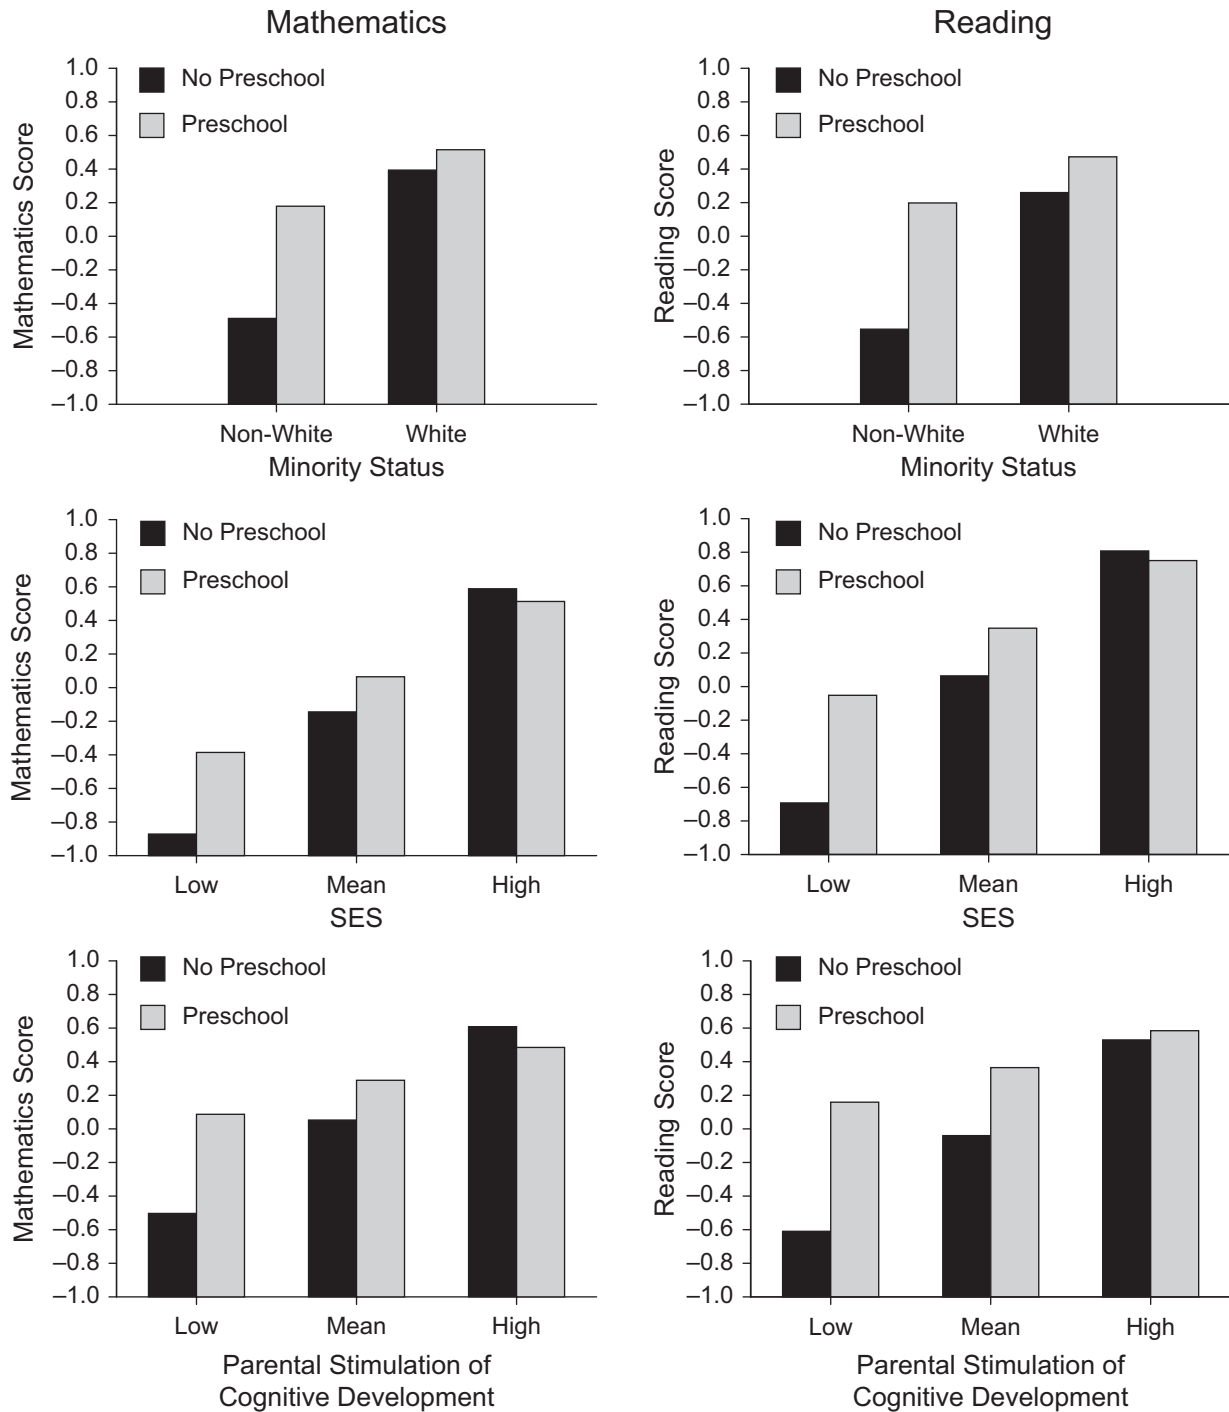 Mathematics
Mathematics Score
1.0
0.8
0.6
0.4
0.2
0.0
–0.2
–0.4
–0.6
–0.8
–1.0
No Preschool
Preschool
Non-White
White
Minority Status
Reading
Reading Score
1.0
0.8
0.6
0.4
0.2
0.0
–0.2
–0.4
–0.6
–0.8
–1.0
No Preschool
Preschool
Non-White
White
Minority Status
Mathematics Score
1.0
0.8
0.6
0.4
0.2
0.0
–0.2
–0.4
–0.6
–0.8
–1.0
No Preschool
Preschool
Low
Mean
High
SES
Reading Score
1.0
0.8
0.6
0.4
0.2
0.0
–0.2
–0.4
–0.6
–0.8
–1.0
No Preschool
Preschool
Low
Mean
High
SES
Mathematics Score
1.0
0.8
0.6
0.4
0.2
0.0
–0.2
–0.4
–0.6
–0.8
–1.0
No Preschool
Preschool
Low
Mean
High
Parental Stimulation of
Cognitive Development
Reading Score
1.0
0.8
0.6
0.4
0.2
0.0
–0.2
–0.4
–0.6
–0.8
–1.0
No Preschool
Preschool
Low
Mean
High
Parental Stimulation of
Cognitive Development